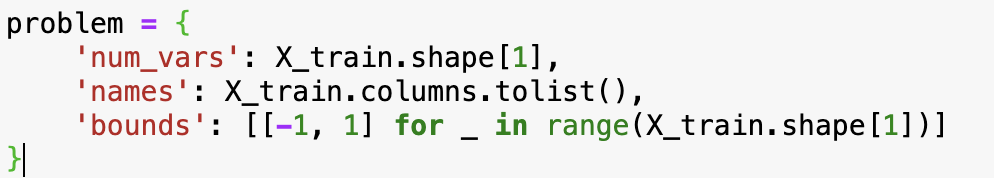 problem = {
    'num_vars': X_train.shape[1],
    'names': X_train.columns.tolist(),
    'bounds': [[-1, 1] for _ in range(X_train.shape[1])]
}